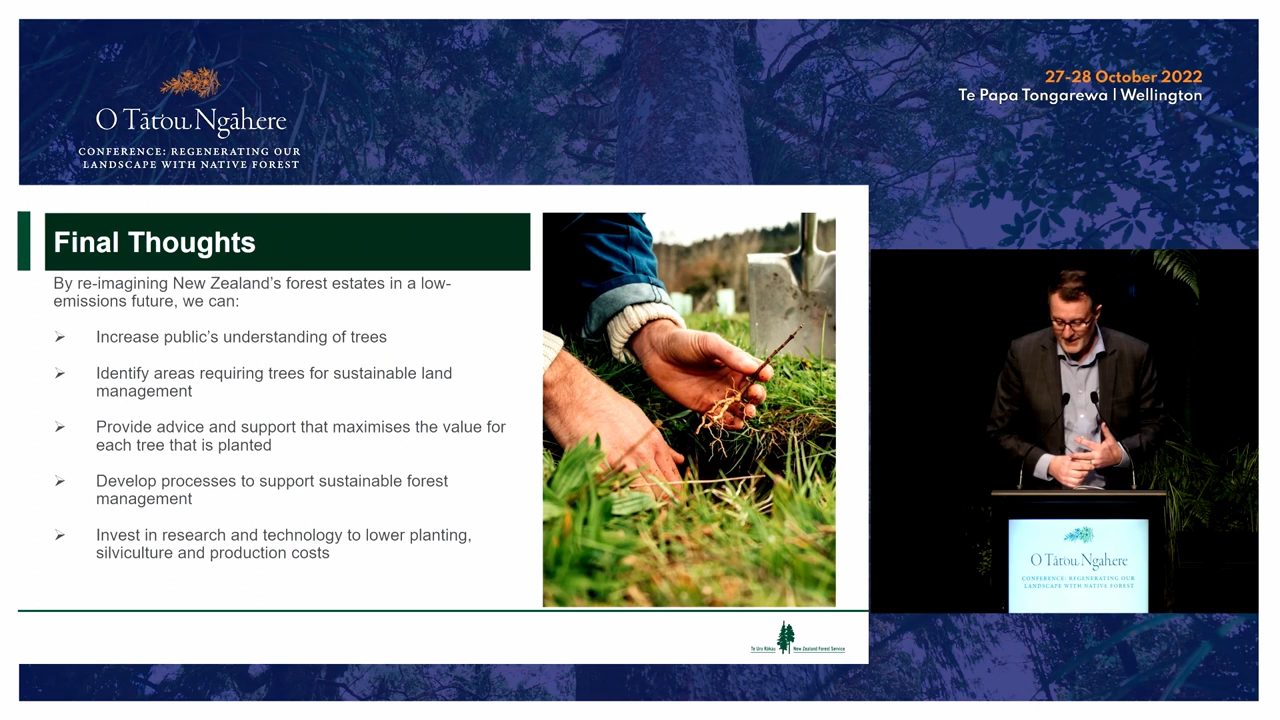 O Tātou Ngāhere
CONFERENCE: REGENERATING OUR
LANDSCAPE WITH NATIVE FOREST
27-28 October 2022
Te Papa Tongarewa | Wellington
Final Thoughts
By re-imagining New Zealand's forest estates in a low-
emissions future, we can:
➢ Increase public's understanding of trees
➢ Identify areas requiring trees for sustainable land
management
➢ Provide advice and support that maximises the value for
each tree that is planted
➢ Develop processes to support sustainable forest
management
➢ Invest in research and technology to lower planting,
silviculture and production costs
Te Uru Rākau New Zealand Forest Service
O Tātou Ngahere
CONFERENCE: REGENERATING OUR
LANDSCAPE WITH NATIVE FOREST